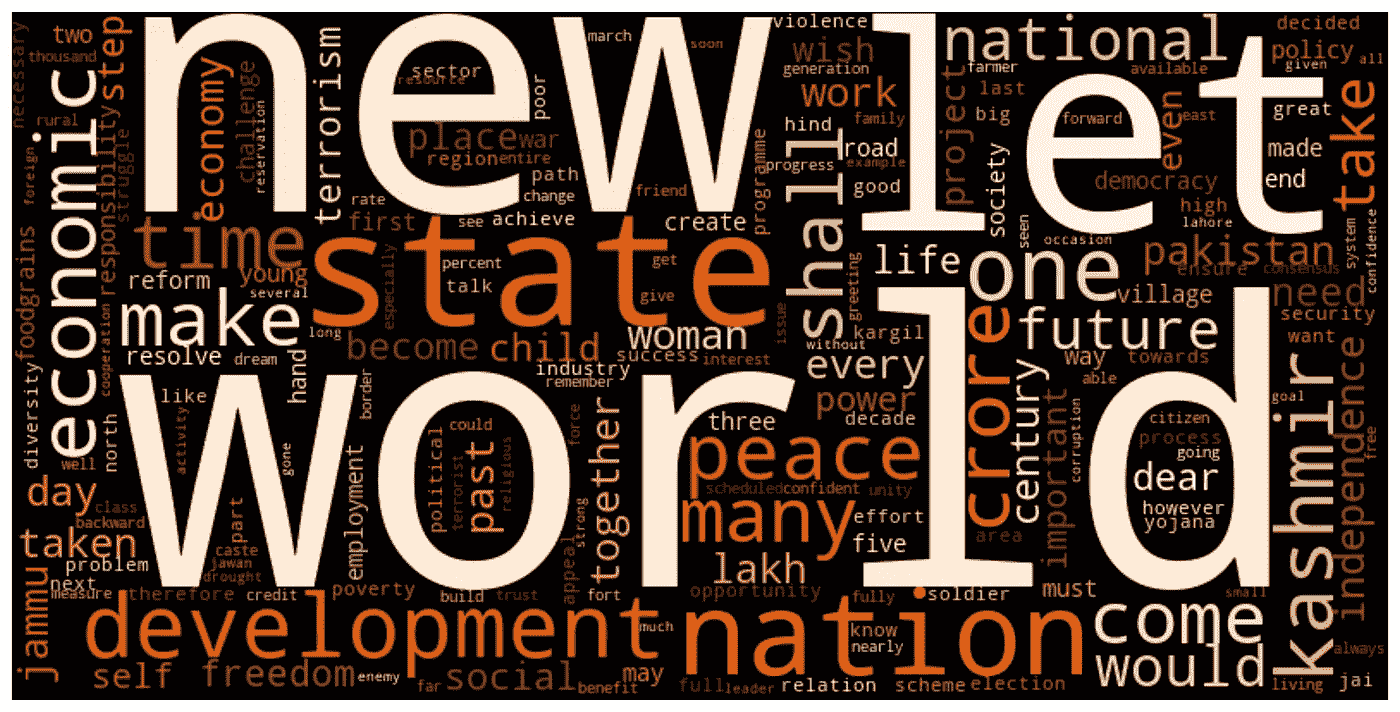 new
let
world
state
nation
development
one
many
peace
crore
kashmir
economic
national
shall
make
time
come
would
future
take
every
life
lakh
century
together
past
woman
child
become
power
pakistan
independence
need
social
freedom
self
may
jammu
taken
day
two
thousand
necessary
rural
foreign
step
responsibility
struggle
economy
challenge
reservation
terrorism
march
soon
sector
resource
poor
place
war
region
entire
path
change
rate
friend
first
see
achieve
create
programme
violence
wish
generation
work
family
hind
road
progress
example
good
farmer
project
last
big
society
available
forward
even
east
democracy
high
lahore
decided
policy
all
given
great
made
end
system
confidence
seen
occasion
ensure
consensus
village
security
want
way
towards
able
goal
free
always
living
jai
small
citizen
process
going
dear
however
yojana
corruption
important
area
must
soldier
fully
know
nearly
relation
scheme
election
full
leader
benefit
far
enemy
much
trust
build
fort
appeal
opportunity
effort
five
scheduled
confident
unity
three
decade
kargil
without
greeting
issue
success
interest
industry
remember
force
strong
religious
terrorist
political
could
percent
talk
get
give
especially
long
several
young
reform
resolve
dream
hand
cooperation
diversity
foodgrains
north
well
class
backward
problem
next
measure
therefore
credit
poverty
employment
border
like
activity
gone
part
caste
jawan
drought